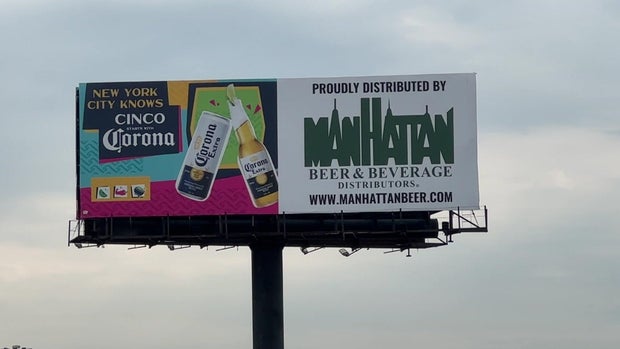 NEW YORK
CITY KNOWS
CINCO
STARTS WITH
Corona
Corona
Extra
Corona
Extra
PROUDLY DISTRIBUTED BY
MANHATTAN
BEER & BEVERAGE
DISTRIBUTORS
WWW.MANHATTANBEER.COM